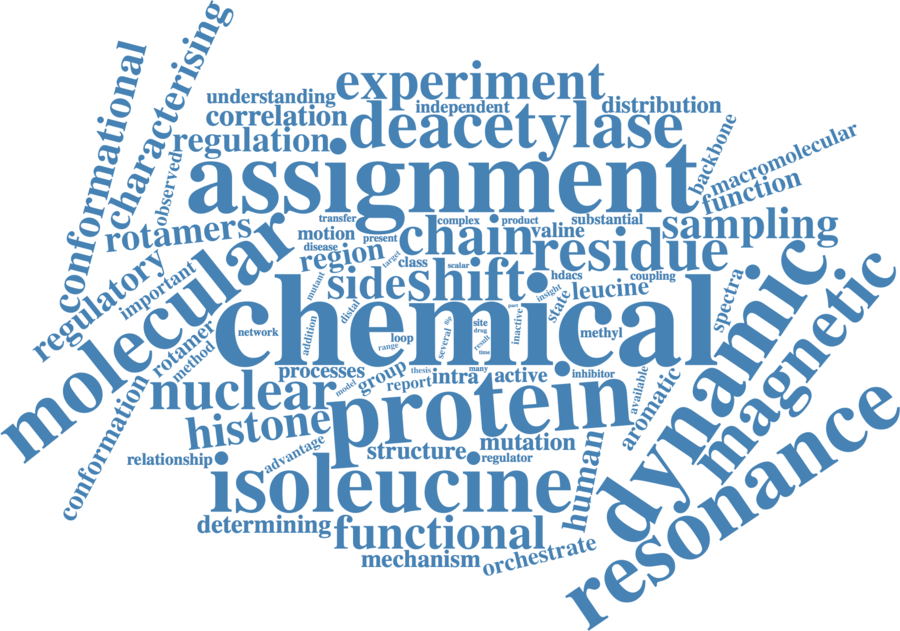 experiment
understanding
independent
distribution
correlation
deacetylase
regulation
conformational
characterising
observed
assignment
backbone
macromolecular
function
rotamers
transfer
complex
product
substantial
motion
present
chain
valine
sampling
disease
region
target
class
scalar
residue
regulatory
important
molecular
mutant
distal
side
shift
insight
hdacs
coupling
state
leucine
spectra
chemical
network
addition
loop
range
several
flip
site
drug
result
time
part
inactive
methyl
rotamer
method
processes
model
group
thesis
report
many
intra
active
inhibitor
available
aromatic
dynamic
magnetic
resonance
nuclear
protein
histone
conformation
structure
mutation
relationship
advantage
regulator
isoleucine
human
determining
functional
mechanism
orchestrate